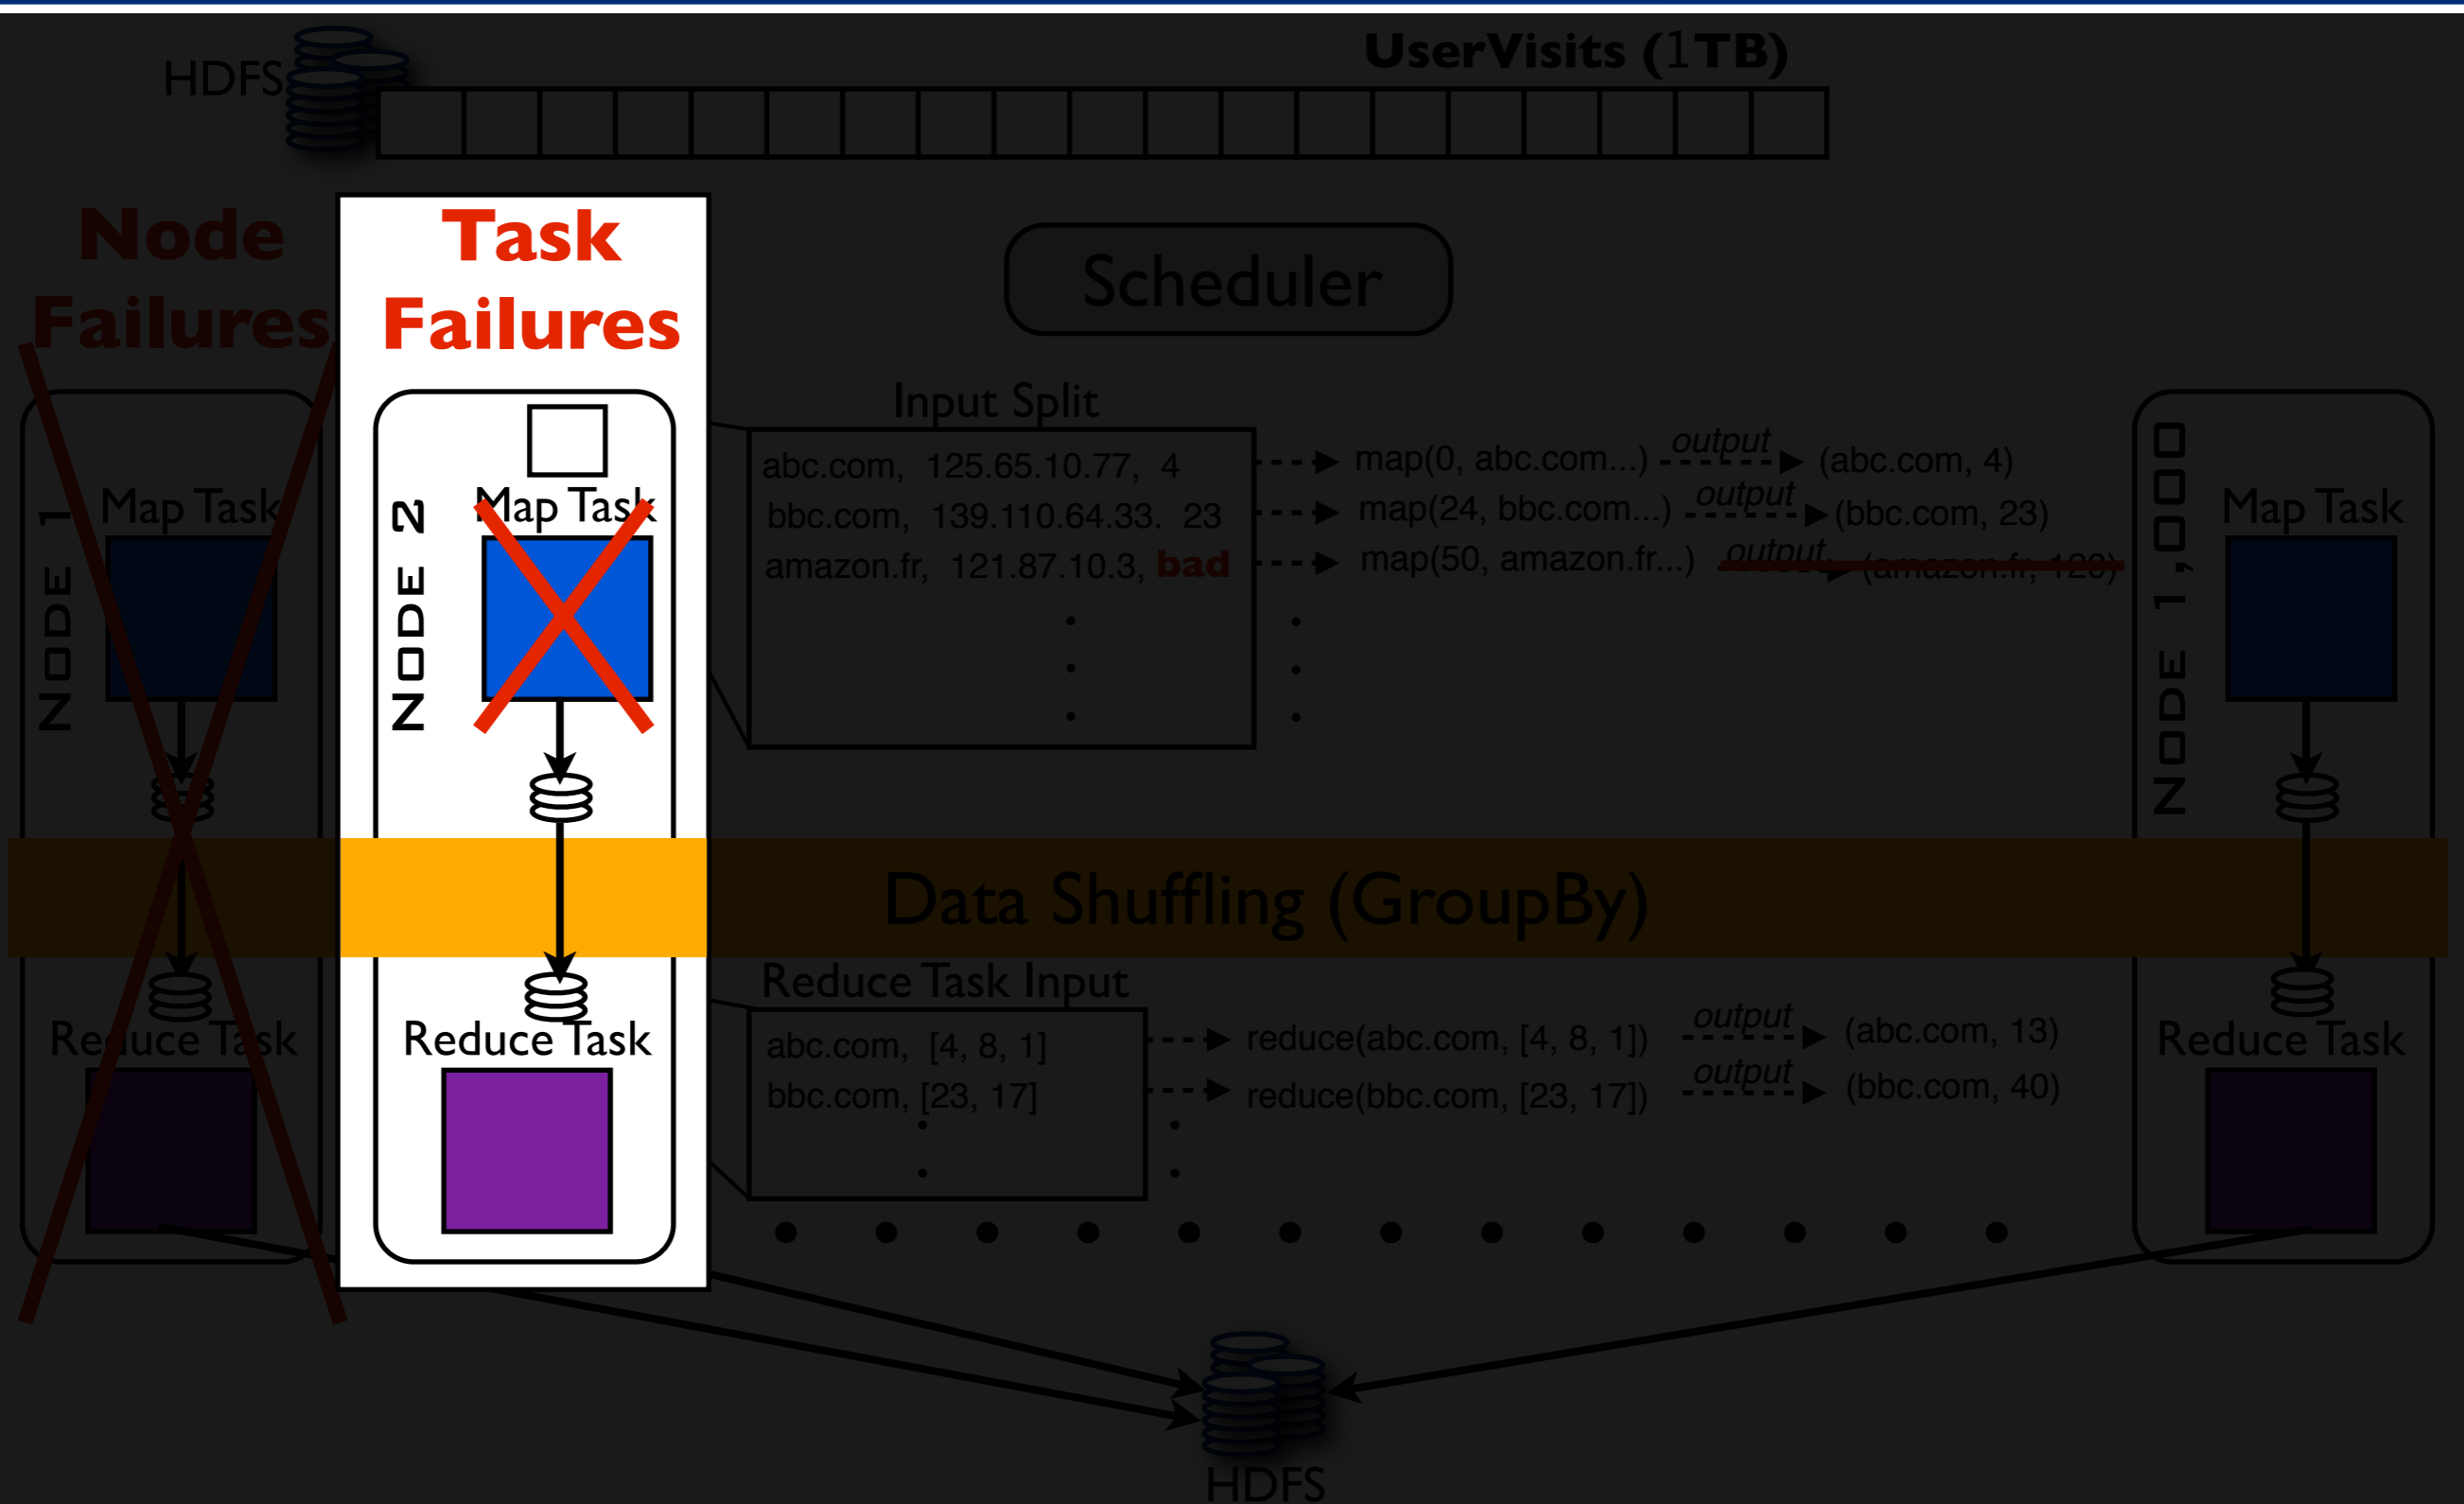 HDFS
UserVisits (1TB)
Node
Failures
Task
Failures
Scheduler
NODE 1
Map Task
Reduce Task
NODE 2
Map Task
Reduce Task
Input Split
abc.com, 125.65.10.77, 4
map(0, abc.com...)
output
(abc.com, 4)
bbc.com, 139.110.64.33. 23
map(24, bbc.com...)
output
(bbc.com, 23)
amazon.fr, 121.87.10.3, bad
map(50, amazon.fr...)
output
(amazon.fr, 120)
NODE 1,000
Map Task
Reduce Task
Data Shuffling (GroupBy)
Reduce Task Input
abc.com, [4, 8, 1]
reduce(abc.com, [4, 8, 1])
output
(abc.com, 13)
bbc.com, [23, 17]
reduce(bbc.com, [23, 17])
output
(bbc.com, 40)
HDFS